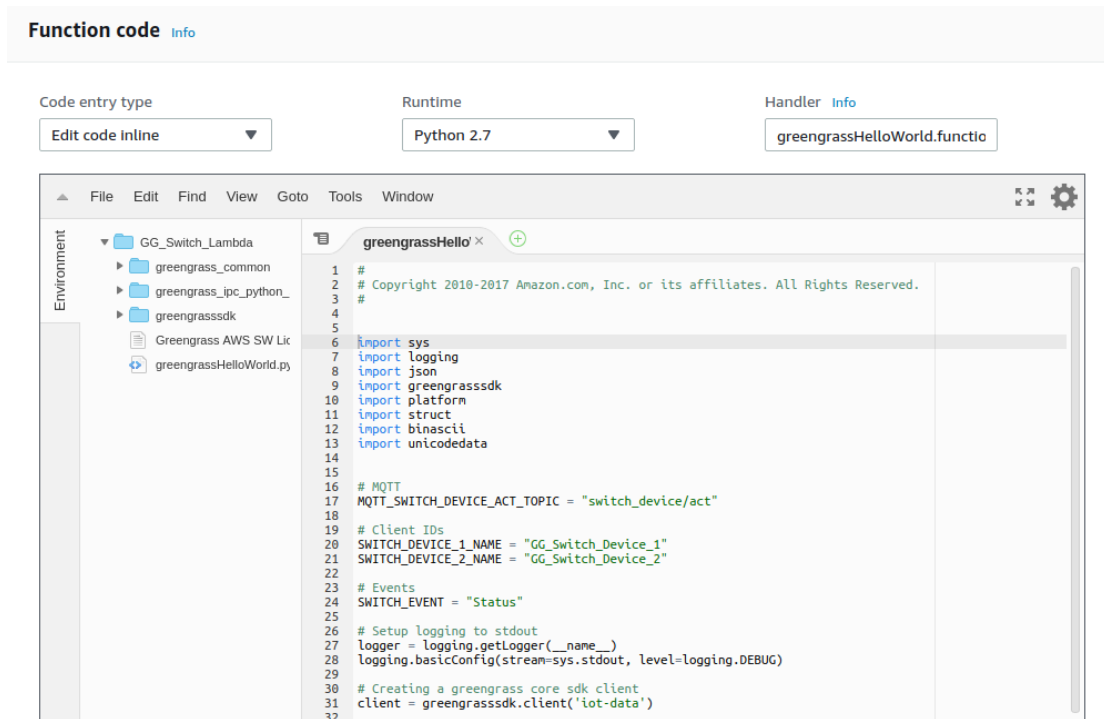 Function code Info
Code entry type Runtime Handler Info
Edit code inline Python 2.7 greengrassHelloWorld.functio
File Edit Find View Goto Tools Window
Environment
GG_Switch_Lambda
greengrass_common
greengrass_ipc_python_
greengrasssdk
Greengrass AWS SW Lic
greengrassHelloWorld.py
greengrassHello'
1 #
2 # Copyright 2010-2017 Amazon.com, Inc. or its affiliates. All Rights Reserved.
3 #
4
5
6 import sys
7 import logging
8 import json
9 import greengrasssdk
10 import platform
11 import struct
12 import binascii
13 import unicodedata
14
15
16 # MQTT
17 MQTT_SWITCH_DEVICE_ACT_TOPIC = "switch_device/act"
18
19 # Client IDs
20 SWITCH_DEVICE_1_NAME = "GG_Switch_Device_1"
21 SWITCH_DEVICE_2_NAME = "GG_Switch_Device_2"
22
23 # Events
24 SWITCH_EVENT = "Status"
25
26 # Setup logging to stdout
27 logger = logging.getLogger(__name__)
28 logging.basicConfig(stream=sys.stdout, level=logging.DEBUG)
29
30 # Creating a greengrass core sdk client
31 client = greengrasssdk.client('iot-data')
32